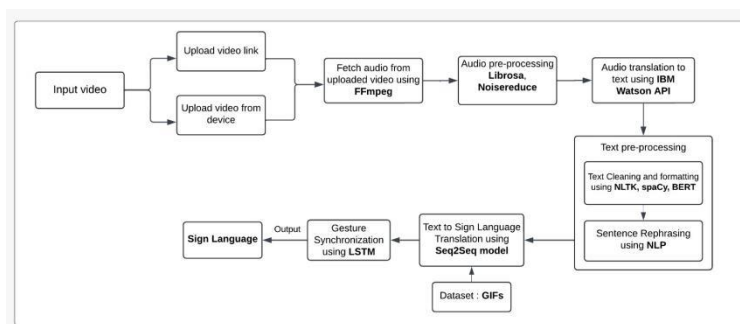 Input video
Upload video link
Upload video from
device
Fetch audio from
uploaded video using
FFmpeg
Audio pre-processing
Librosa,
Noisereduce
Audio translation to
text using IBM
Watson API
Text pre-processing
Text Cleaning and formatting
using NLTK, spaCy, BERT
Sentence Rephrasing
using NLP
Text to Sign Language
Translation using
Seq2Seq model
Dataset : GIFs
Gesture
Synchronization
using LSTM
Output
Sign Language